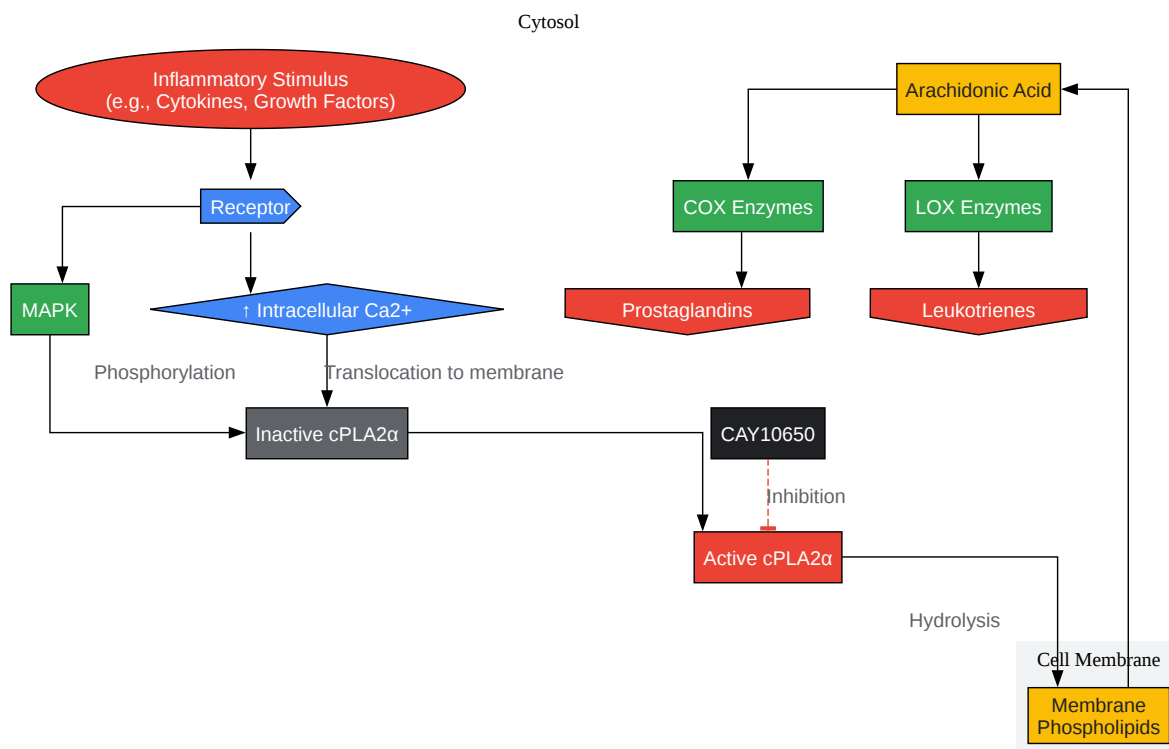 Cytosol
Inflammatory Stimulus
(e.g., Cytokines, Growth Factors)
Arachidonic Acid
Receptor
COX Enzymes
LOX Enzymes
MAPK
↑ Intracellular Ca2+
Prostaglandins
Leukotrienes
Phosphorylation
Translocation to membrane
Inactive cPLA2α
CAY10650
Inhibition
Active cPLA2α
Hydrolysis
Cell Membrane
Membrane
Phospholipids